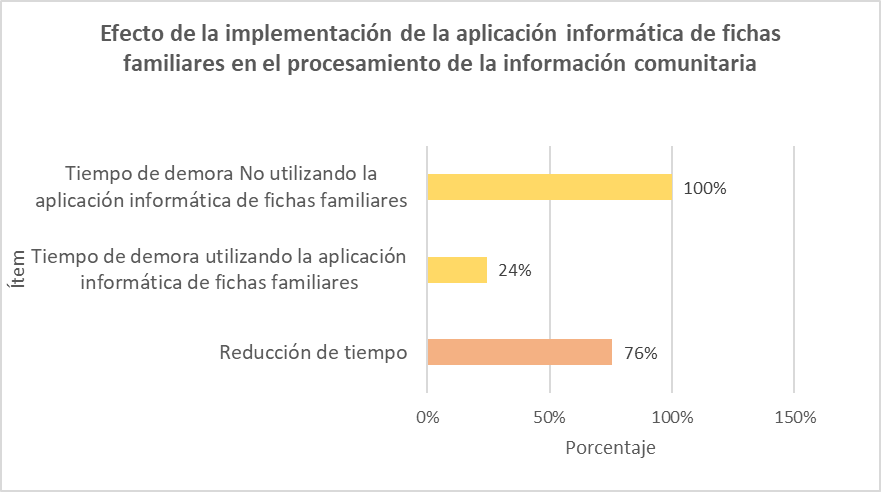 Efecto de la implementación de la aplicación informática de fichas
familiares en el procesamiento de la información comunitaria
Ítem
Tiempo de demora No utilizando la
aplicación informática de fichas familiares
100%
Tiempo de demora utilizando la aplicación
informática de fichas familiares
24%
Reducción de tiempo
76%
0%
50%
100%
150%
Porcentaje